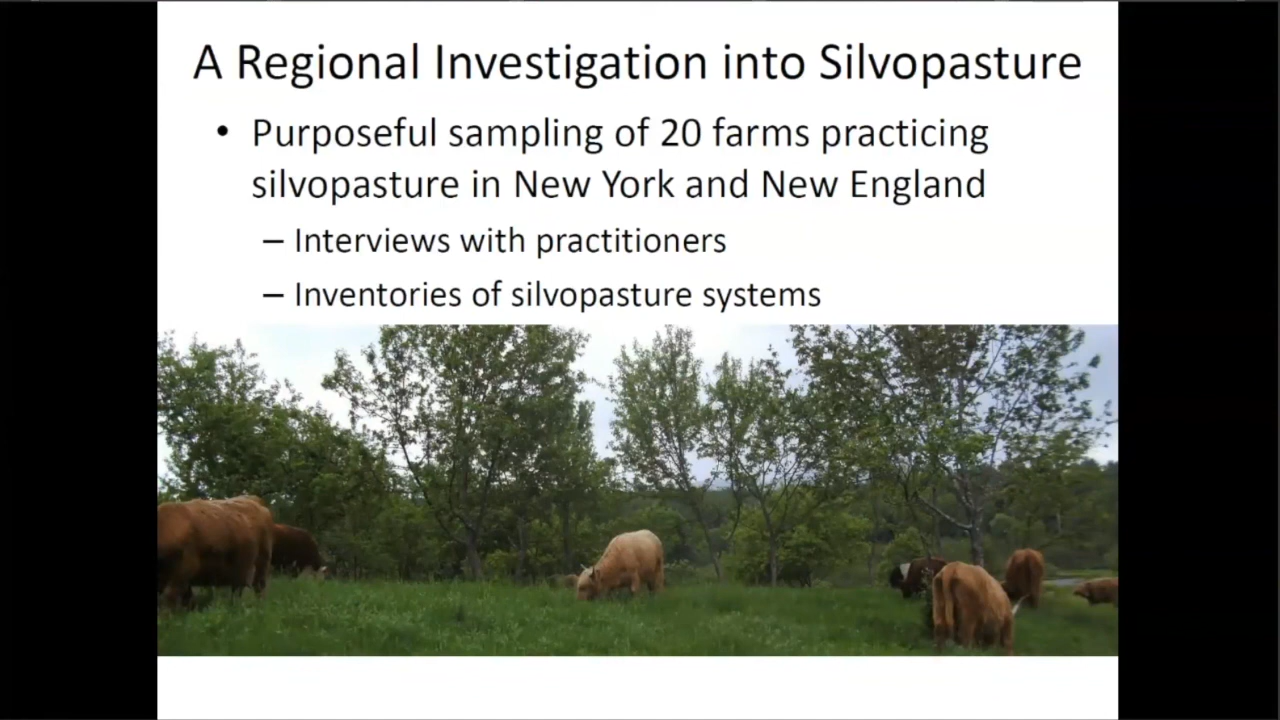 A Regional Investigation into Silvopasture
• Purposeful sampling of 20 farms practicing
silvopasture in New York and New England
– Interviews with practitioners
– Inventories of silvopasture systems